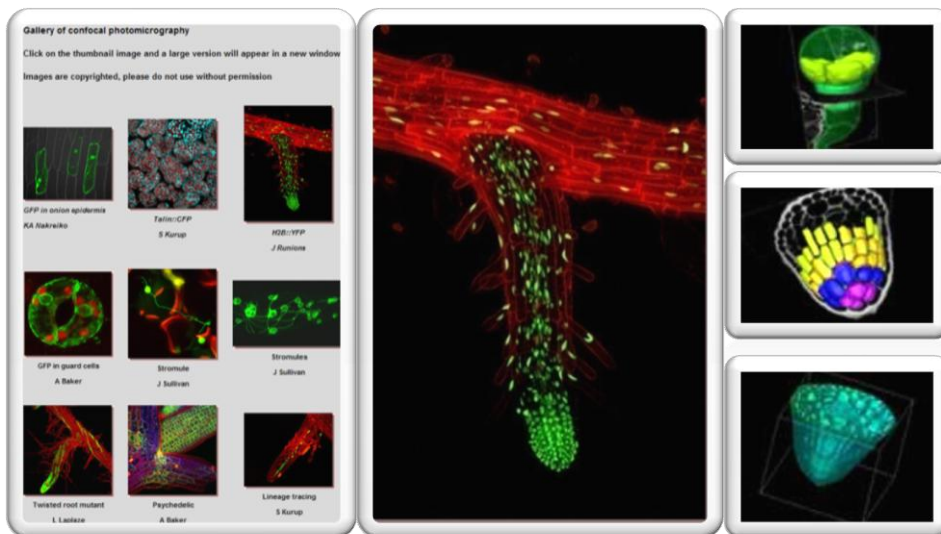 Gallery of confocal photomicrography
Click on the thumbnail image and a large version will appear in a new window
Images are copyrighted, please do not use without permission
GFP in onion epidermis
KA Nakreiko
Talin::CFP
S Kurup
H2B::YFP
J Runions
GFP in guard cells
A Baker
Stromule
J Sullivan
Stromules
J Sullivan
Twisted root mutant
L Laplaze
Psychedelic
A Baker
Lineage tracing
S Kurup